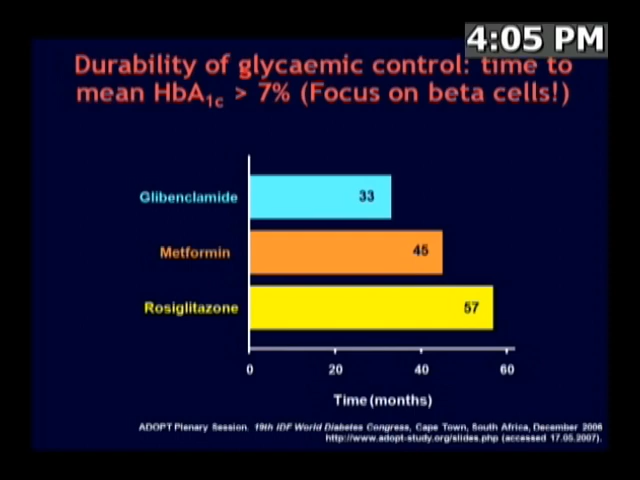 4:05 PM
Durability of glycaemic control: time to
mean HbA1c > 7% (Focus on beta cells!)
Glibenclamide 33
Metformin 45
Rosiglitazone 57
0 20 40 60
Time (months)
ADOPT Plenary Session. 19th IDF World Diabetes Congress, Cape Town, South Africa, December 2006
http://www.adopt-study.org/slides.php (accessed 17.05.2007).